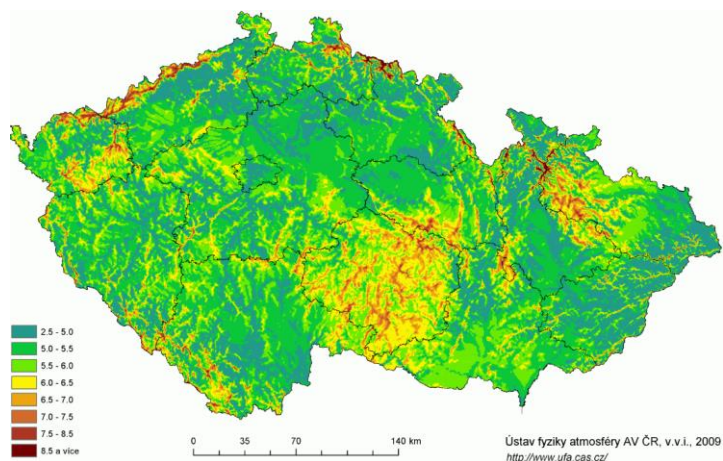 2.5 - 5.0
5.0 - 5.5
5.5 - 6.0
6.0 - 6.5
6.5 - 7.0
7.0 - 7.5
7.5 - 8.5
8.5 a více
0 35 70 140 km
Ústav fyziky atmosféry AV ČR, v.v.i., 2009
http://www.ufa.cas.cz/